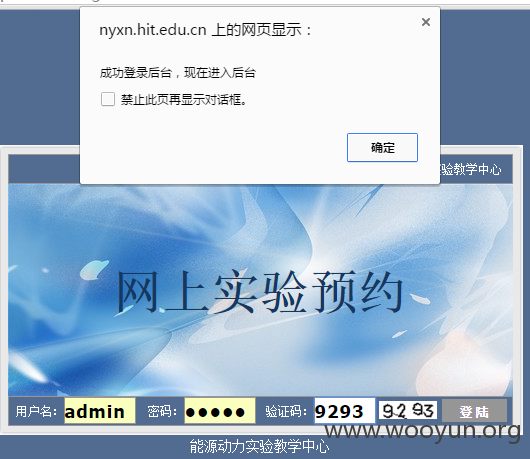 nyxn.hit.edu.cn 上的网页显示：
成功登录后台，现在进入后台
禁止此页再显示对话框。
确定
验教学中心
网上实验预约
用户名： admin 密码： ●●●●● 验证码： 9293 9293 登陆
www.wooyun.org
能源动力实验教学中心